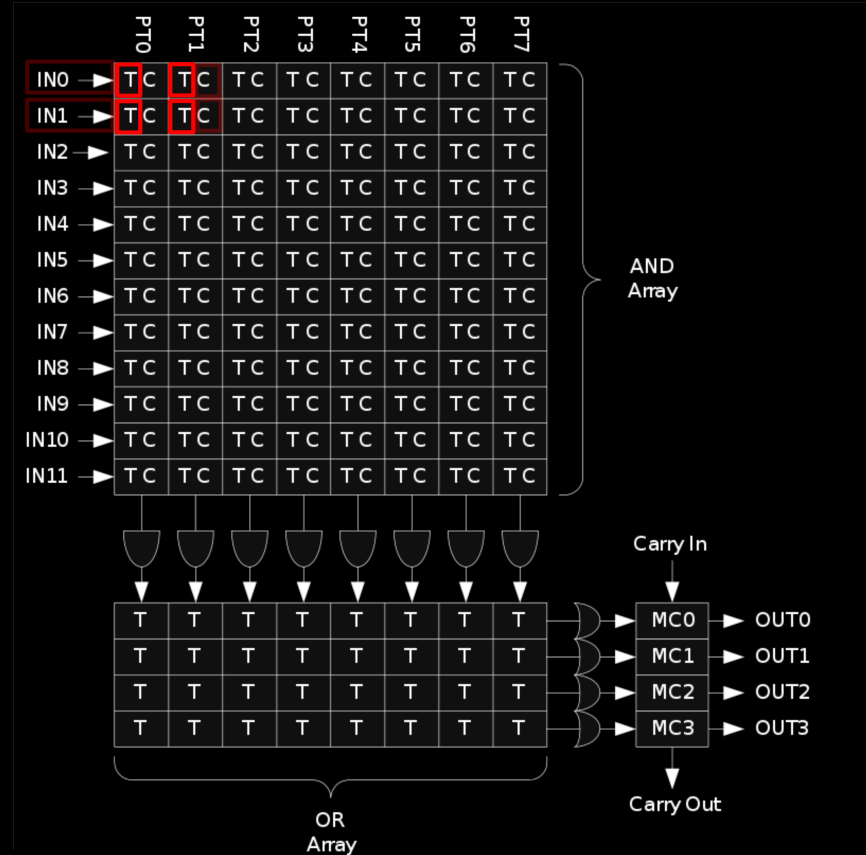 PT0 PT1 PT2 PT3 PT4 PT5 PT6 PT7
IN0 TC TC TC TC TC TC TC TC
IN1 TC TC TC TC TC TC TC TC
IN2 TC TC TC TC TC TC TC TC
IN3 TC TC TC TC TC TC TC TC
IN4 TC TC TC TC TC TC TC TC
IN5 TC TC TC TC TC TC TC TC
IN6 TC TC TC TC TC TC TC TC
IN7 TC TC TC TC TC TC TC TC
IN8 TC TC TC TC TC TC TC TC
IN9 TC TC TC TC TC TC TC TC
IN10 TC TC TC TC TC TC TC TC
IN11 TC TC TC TC TC TC TC TC
AND
Array
Carry In
T T T T T T T T MC0 OUT0
T T T T T T T T MC1 OUT1
T T T T T T T T MC2 OUT2
T T T T T T T T MC3 OUT3
Carry Out
OR
Array